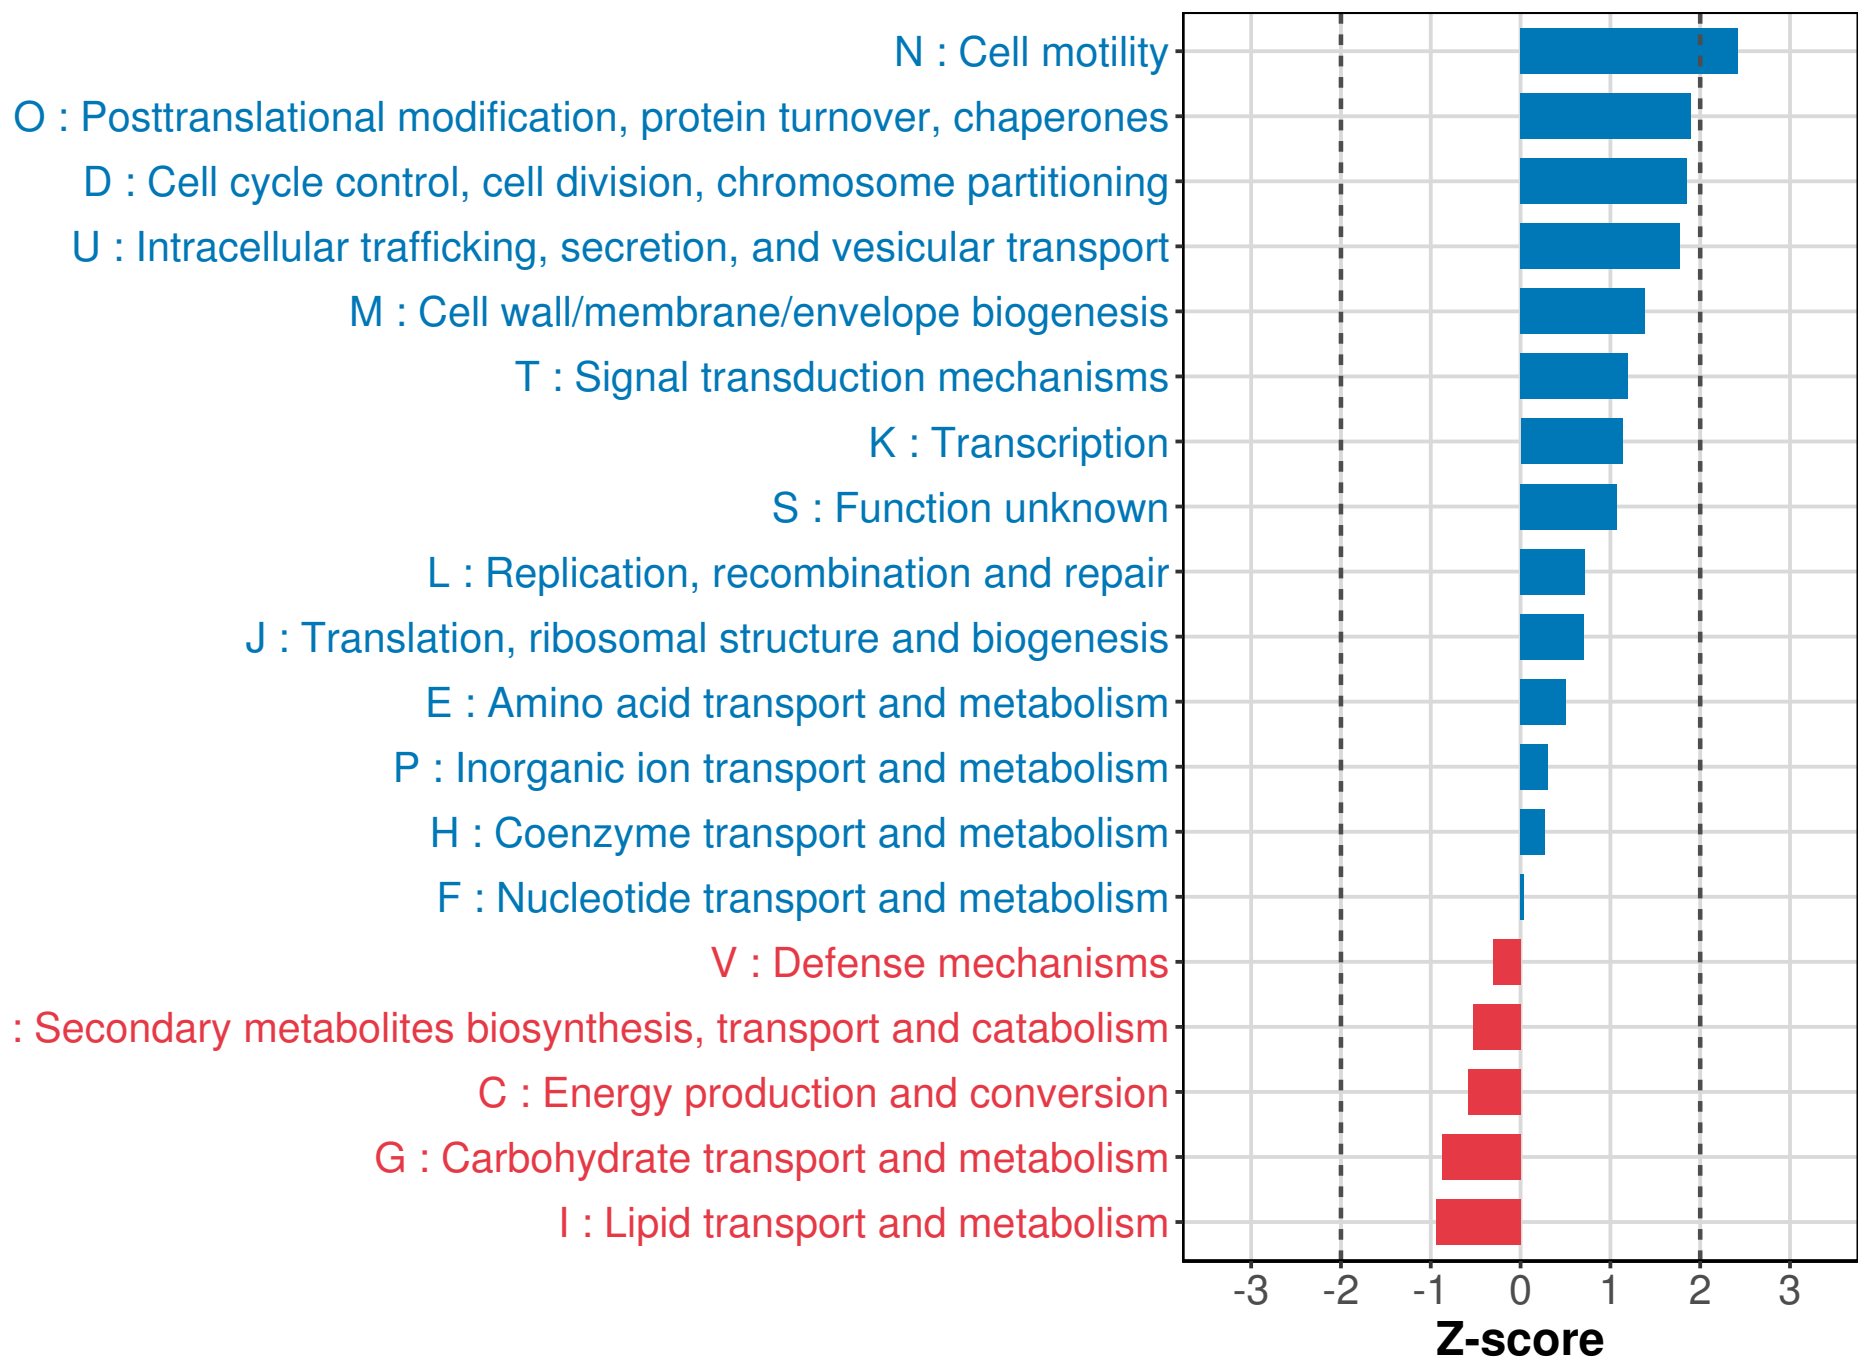 N : Cell motility
O : Posttranslational modification, protein turnover, chaperones
D : Cell cycle control, cell division, chromosome partitioning
U : Intracellular trafficking, secretion, and vesicular transport
M : Cell wall/membrane/envelope biogenesis
T : Signal transduction mechanisms
K : Transcription
S : Function unknown
L : Replication, recombination and repair
J : Translation, ribosomal structure and biogenesis
E : Amino acid transport and metabolism
P : Inorganic ion transport and metabolism
H : Coenzyme transport and metabolism
F : Nucleotide transport and metabolism
V : Defense mechanisms
: Secondary metabolites biosynthesis, transport and catabolism
C : Energy production and conversion
G : Carbohydrate transport and metabolism
I : Lipid transport and metabolism
-3 -2 -1 0 1 2 3
Z-score